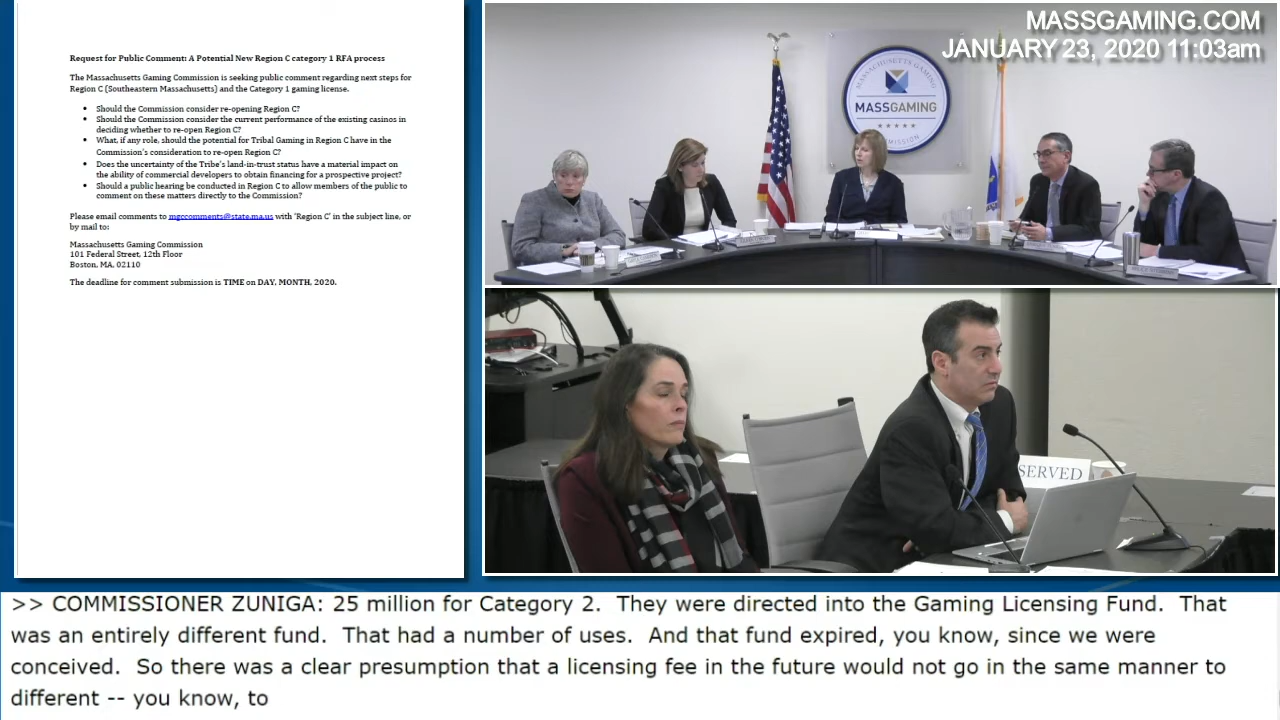 Request for Public Comment: A Potential New Region C category 1 RFA process
The Massachusetts Gaming Commission is seeking public comment regarding next steps for
Region C (Southeastern Massachusetts) and the Category 1 gaming license.
• Should the Commission consider re-opening Region C?
• Should the Commission consider the current performance of the existing casinos in
deciding whether to re-open Region C?
• What, if any role, should the potential for Tribal Gaming in Region C have in the
Commission's consideration to re-open Region C?
• Does the uncertainty of the Tribe's land-in-trust status have a material impact on
the ability of commercial developers to obtain financing for a prospective project?
• Should a public hearing be conducted in Region C to allow members of the public to
comment on these matters directly to the Commission?
Please email comments to mgccomments@state.ma.us with 'Region C' in the subject line, or
by mail to:
Massachusetts Gaming Commission
101 Federal Street, 12th Floor
Boston, MA. 02110
The deadline for comment submission is TIME on DAY, MONTH, 2020.
MASSGAMING.COM
JANUARY 23, 2020 11:03am
MASSACHUSETTS GAMING
MASSGAMING
COMMISSION
SERVED
>> COMMISSIONER ZUNIGA: 25 million for Category 2. They were directed into the Gaming Licensing Fund. That
was an entirely different fund. That had a number of uses. And that fund expired, you know, since we were
conceived. So there was a clear presumption that a licensing fee in the future would not go in the same manner to
different -- you know, to